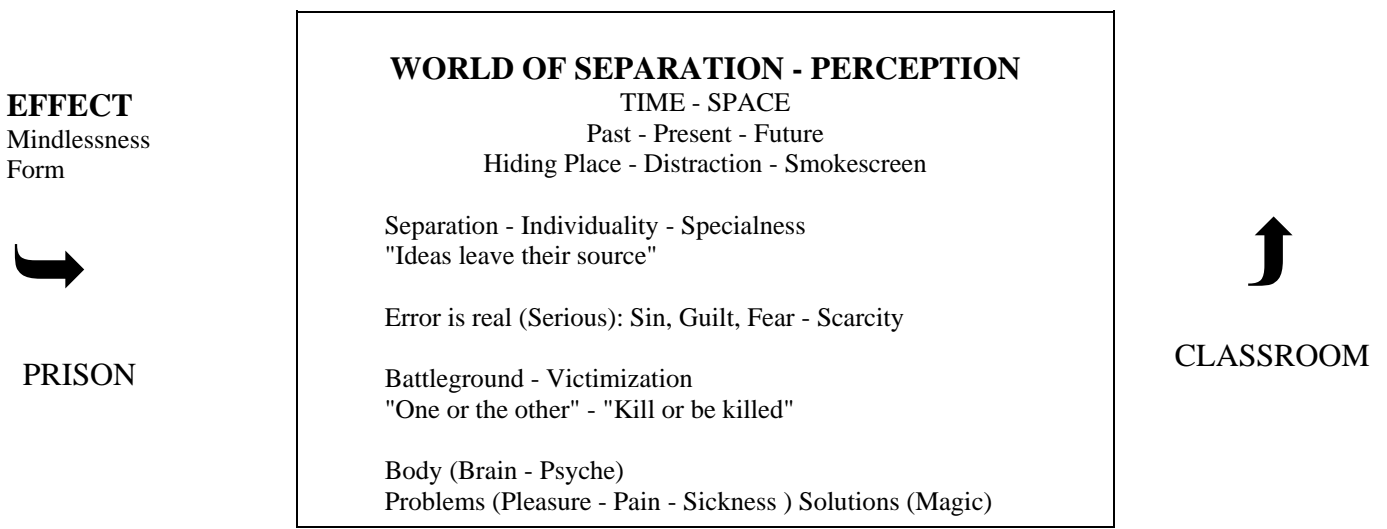 WORLD OF SEPARATION - PERCEPTION
EFFECT
TIME - SPACE
Mindlessness
Past - Present - Future
Form
Hiding Place - Distraction - Smokescreen
Separation - Individuality - Specialness
"Ideas leave their source"
Error is real (Serious): Sin, Guilt, Fear - Scarcity
PRISON
CLASSROOM
Battleground - Victimization
"One or the other" - "Kill or be killed"
Body (Brain - Psyche)
Problems (Pleasure - Pain - Sickness ) Solutions (Magic)